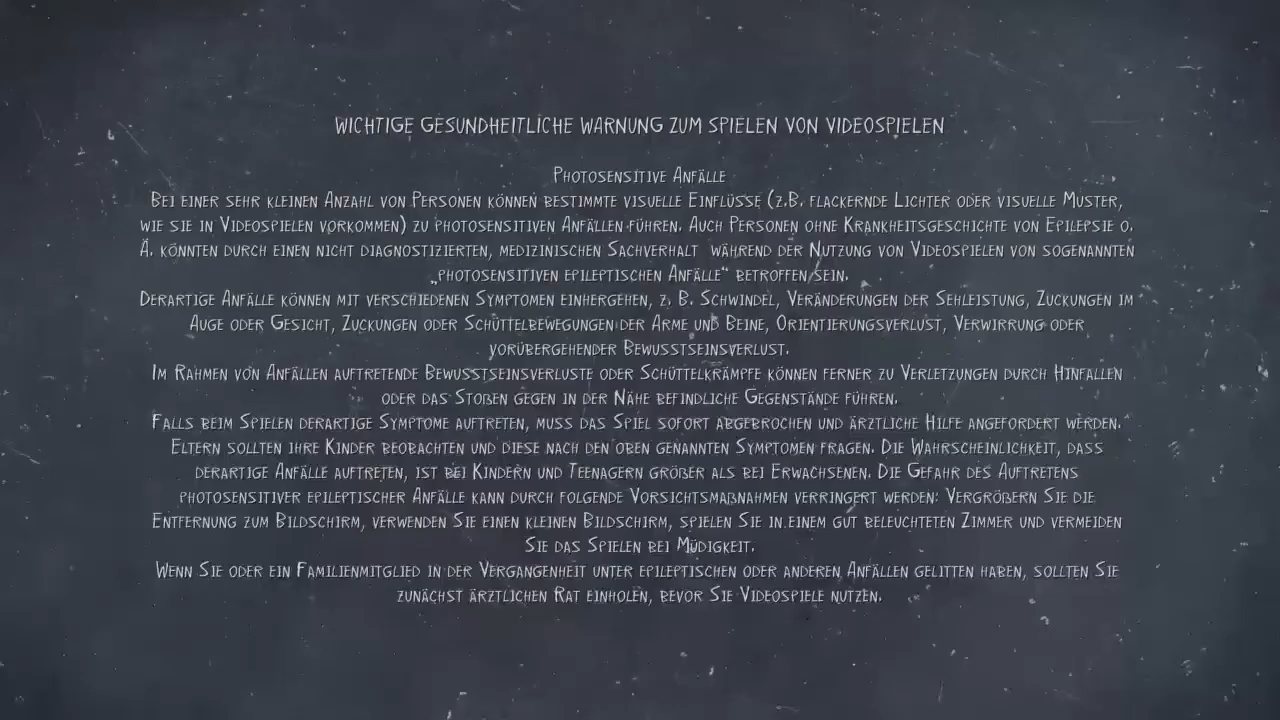 WICHTIGE GESUNDHEITLICHE WARNUNG ZUM SPIELEN VON VIDEOSPIELEN
PHOTOSENSITIVE ANFÄLLE
BEI EINER SEHR KLEINEN ANZAHL VON PERSONEN KÖNNEN BESTIMMTE VISUELLE EINFLÜSSE (Z.B. FLACKERNDE LICHTER ODER VISUELLE MUSTER,
WIE SIE IN VIDEOSPIELEN VORKOMMEN) ZU PHOTOSENSITIVEN ANFÄLLEN FÜHREN. AUCH PERSONEN OHNE KRANKHEITSGESCHICHTE VON EPILEPSIE O.
Ä. KÖNNTEN DURCH EINEN NICHT DIAGNOSTIZIERTEN, MEDIZINISCHEN SACHVERHALT WÄHREND DER NUTZUNG VON VIDEOSPIELEN VON SOGENANNTEN
„PHOTOSENSITIVEN EPILEPTISCHEN ANFÄLLE“ BETROFFEN SEIN.
DERARTIGE ANFÄLLE KÖNNEN MIT VERSCHIEDENEN SYMPTOMEN EINHERGEHEN, Z. B. SCHWINDEL, VERÄNDERUNGEN DER SEHLEISTUNG, ZUCKUNGEN IM
AUGE ODER GESICHT, ZUCKUNGEN ODER SCHÜTTELBEWEGUNGEN DER ARME UND BEINE, ORIENTIERUNGSVERLUST, VERWIRRUNG ODER
VORÜBERGEHENDER BEWUSSTSEINSVERLUST.
IM RAHMEN VON ANFÄLLEN AUFTRETENDE BEWUSSTSEINSVERLUSTE ODER SCHÜTTELKRÄMPFE KÖNNEN FERNER ZU VERLETZUNGEN DURCH HINFALLEN
ODER DAS STOßEN GEGEN IN DER NÄHE BEFINDLICHE GEGENSTÄNDE FÜHREN.
FALLS BEIM SPIELEN DERARTIGE SYMPTOME AUFTRETEN, MUSS DAS SPIEL SOFORT ABGEBROCHEN UND ÄRZTLICHE HILFE ANGEFORDERT WERDEN.
ELTERN SOLLTEN IHRE KINDER BEOBACHTEN UND DIESE NACH DEN OBEN GENANNTEN SYMPTOMEN FRAGEN. DIE WAHRSCHEINLICHKEIT, DASS
DERARTIGE ANFÄLLE AUFTRETEN, IST BEI KINDERN UND TEENAGERN GRÖßER ALS BEI ERWACHSENEN. DIE GEFAHR DES AUFTRETENS
PHOTOSENSITIVER EPILEPTISCHER ANFÄLLE KANN DURCH FOLGENDE VORSICHTSMAßNAHMEN VERRINGERT WERDEN: VERGRÖßERN SIE DIE
ENTFERNUNG ZUM BILDSCHIRM, VERWENDEN SIE EINEN KLEINEN BILDSCHIRM, SPIELEN SIE IN EINEM GUT BELEUCHTETEN ZIMMER UND VERMEIDEN
SIE DAS SPIELEN BEI MÜDIGKEIT.
WENN SIE ODER EIN FAMILIENMITGLIED IN DER VERGANGENHEIT UNTER EPILEPTISCHEN ODER ANDEREN ANFÄLLEN GELITTEN HABEN, SOLLTEN SIE
ZUNÄCHST ÄRZTLICHEN RAT EINHOLEN, BEVOR SIE VIDEOSPIELE NUTZEN.